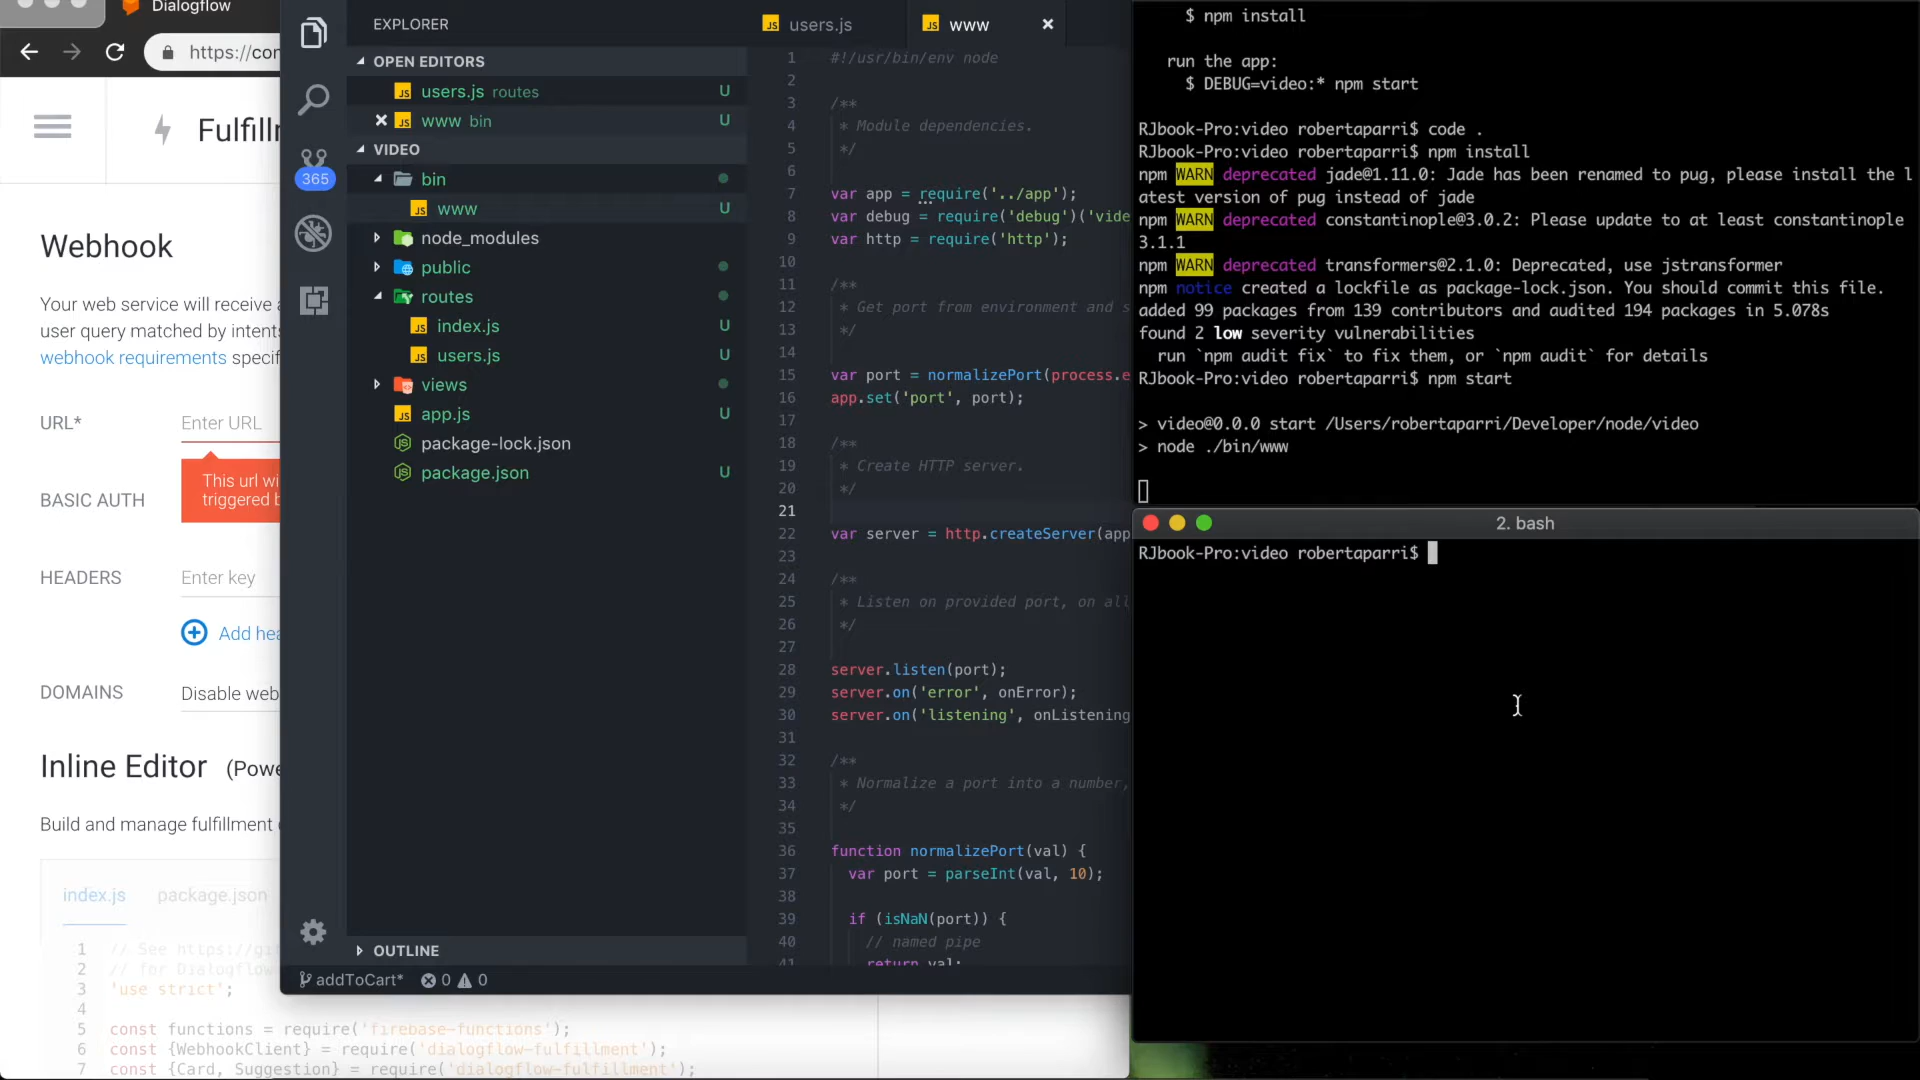 Dialogflow
https://con
Fulfillm
Webhook
Your web service will receive a
user query matched by intents
webhook requirements specif
URL*
Enter URL
This url wi
triggered b
BASIC AUTH
HEADERS
Enter key
Add hea
DOMAINS
Disable web
Inline Editor (Powe
Build and manage fulfillment
index.js package.json
1 // See https://gi
2 // for Dialogflow
3 'use strict';
4
5 const functions = require('firebase-functions');
6 const {WebhookClient} = require('dialogflow-fulfillment');
7 const {Card, Suggestion} = require('dialogflow-fulfillment');
365
EXPLORER
OPEN EDITORS
users.js routes U
www bin U
VIDEO
bin
www U
node_modules
public
routes
index.js U
users.js U
views
app.js U
package-lock.json
package.json U
OUTLINE
addToCart* 0 0
users.js
www
1 #!/usr/bin/env node
2
3 /**
4 * Module dependencies.
5 */
6
7 var app = require('../app');
8 var debug = require('debug')('vide
9 var http = require('http');
10
11 /**
12 * Get port from environment and s
13 */
14
15 var port = normalizePort(process.e
16 app.set('port', port);
17
18 /**
19 * Create HTTP server.
20 */
21
22 var server = http.createServer(app
23
24 /**
25 * Listen on provided port, on all
26 */
27
28 server.listen(port);
29 server.on('error', onError);
30 server.on('listening', onListening
31
32 /**
33 * Normalize a port into a number,
34 */
35
36 function normalizePort(val) {
37 var port = parseInt(val, 10);
38
39 if (isNaN(port)) {
40 // named pipe
41 return val;
$ npm install
run the app:
$ DEBUG=video:* npm start
RJbook-Pro:video robertaparri$ code .
RJbook-Pro:video robertaparri$ npm install
npm WARN deprecated jade@1.11.0: Jade has been renamed to pug, please install the l
atest version of pug instead of jade
npm WARN deprecated constantinople@3.0.2: Please update to at least constantinople
3.1.1
npm WARN deprecated transformers@2.1.0: Deprecated, use jstransformer
npm notice created a lockfile as package-lock.json. You should commit this file.
added 99 packages from 139 contributors and audited 194 packages in 5.078s
found 2 low severity vulnerabilities
run `npm audit fix` to fix them, or `npm audit` for details
RJbook-Pro:video robertaparri$ npm start
> video@0.0.0 start /Users/robertaparri/Developer/node/video
> node ./bin/www
2. bash
RJbook-Pro:video robertaparri$